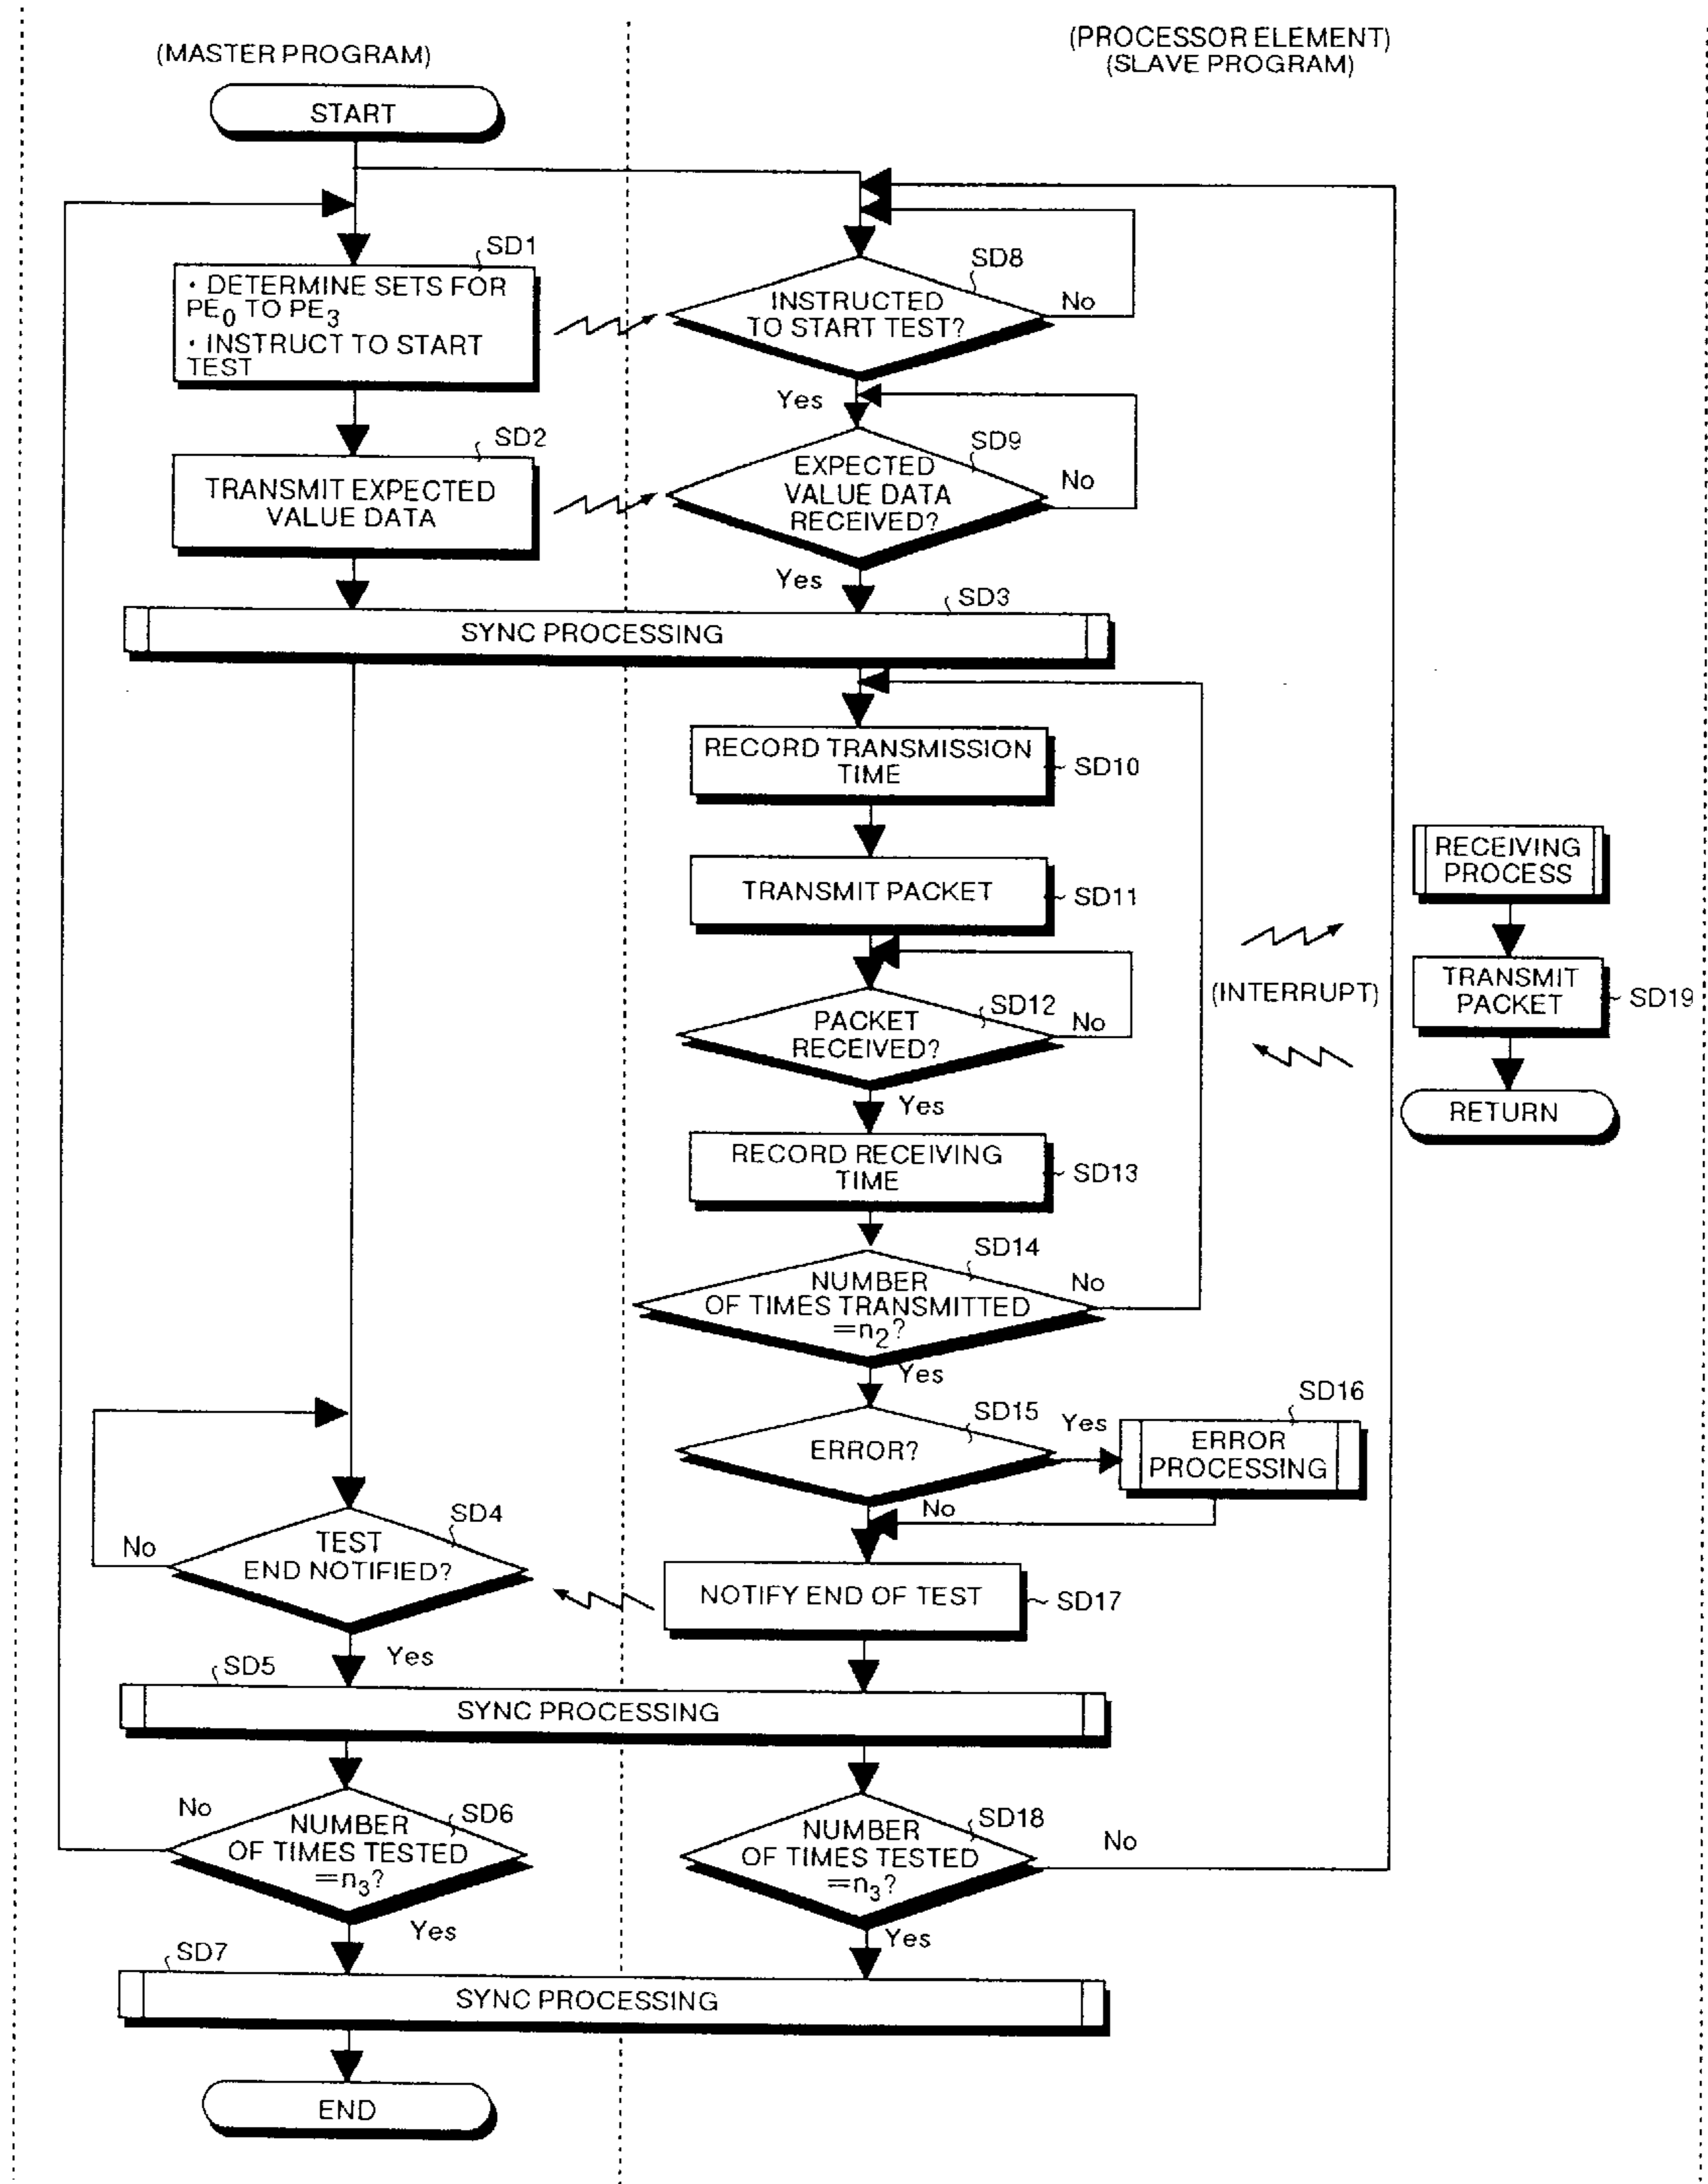 (MASTER PROGRAM)
(PROCESSOR ELEMENT)
(SLAVE PROGRAM)
START
SD1
• DETERMINE SETS FOR
PE0 TO PE3
• INSTRUCT TO START
TEST
SD8
INSTRUCTED
TO START TEST?
No
Yes
SD2
TRANSMIT EXPECTED
VALUE DATA
SD9
EXPECTED
VALUE DATA
RECEIVED?
No
Yes
SD3
SYNC PROCESSING
RECORD TRANSMISSION
TIME
SD10
TRANSMIT PACKET
SD11
SD12
PACKET
RECEIVED?
No
Yes
(INTERRUPT)
RECEIVING
PROCESS
TRANSMIT
PACKET
SD19
RETURN
RECORD RECEIVING
TIME
SD13
SD14
NUMBER
OF TIMES TRANSMITTED
=n2?
No
Yes
SD15
ERROR?
Yes
No
SD16
ERROR
PROCESSING
SD4
TEST
END NOTIFIED?
No
Yes
NOTIFY END OF TEST
SD17
SD5
SYNC PROCESSING
No
SD6
NUMBER
OF TIMES TESTED
=n3?
Yes
SD18
NUMBER
OF TIMES TESTED
=n3?
No
Yes
SD7
SYNC PROCESSING
END